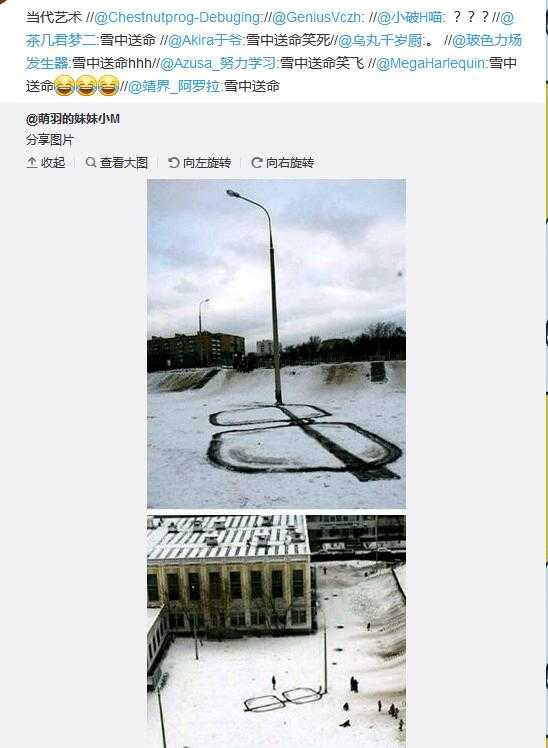 当代艺术 //@Chestnutprog-Debuging://@GeniusVczh: //@小破H喵: ？？？//@
茶几君梦二:雪中送命 //@Akira于谷:雪中送命笑死//@乌丸千岁厨:。 //@玻色力场
发生器:雪中送命hhh//@Azusa_努力学习:雪中送命笑飞 //@MegaHarlequin:雪中
送命//@靖界_阿罗拉:雪中送命
@萌羽的妹妹小M
分享图片
收起 查看大图 向左旋转 向右旋转